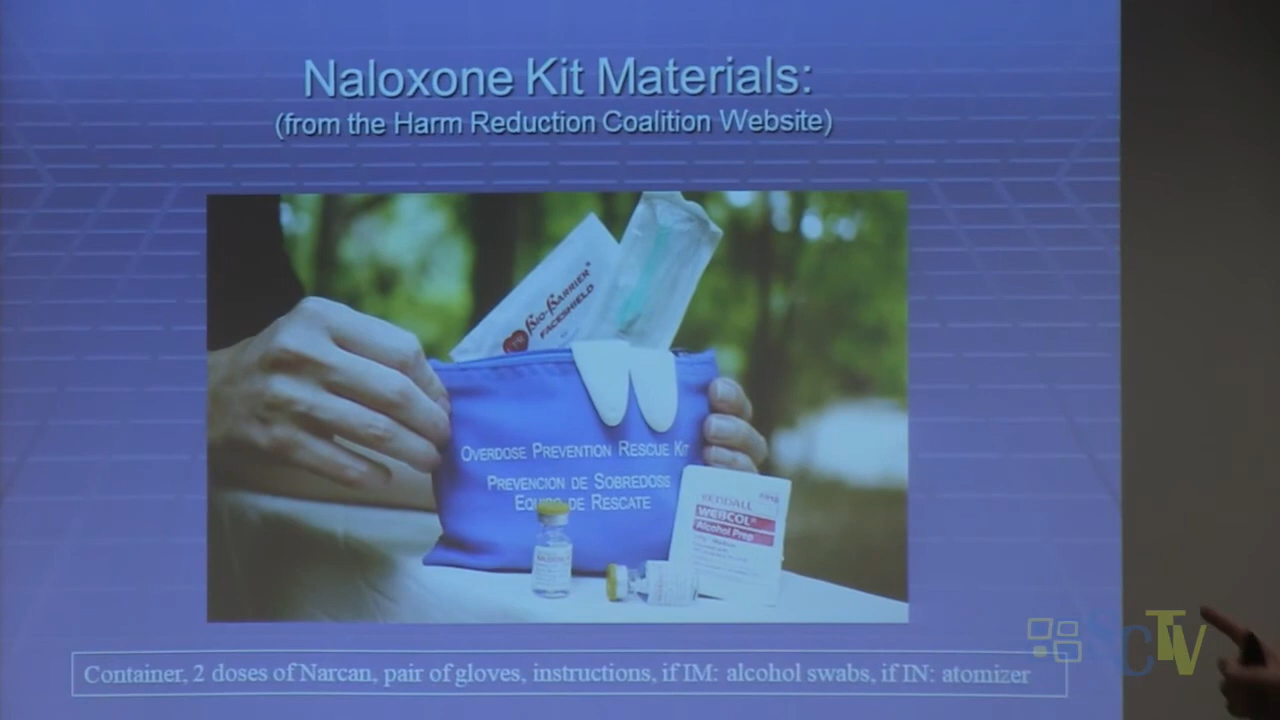 Naloxone Kit Materials:
(from the Harm Reduction Coalition Website)
Bio-Barrier®
Faceshield
Overdose Prevention Rescue Kit
Prevencion de Sobredosis
Equipo de Rescate
KENDALL
WEBCOL®
Alcohol Prep
Container, 2 doses of Narcan, pair of gloves, instructions, if IM: alcohol swabs, if IN: atomizer
SCTV